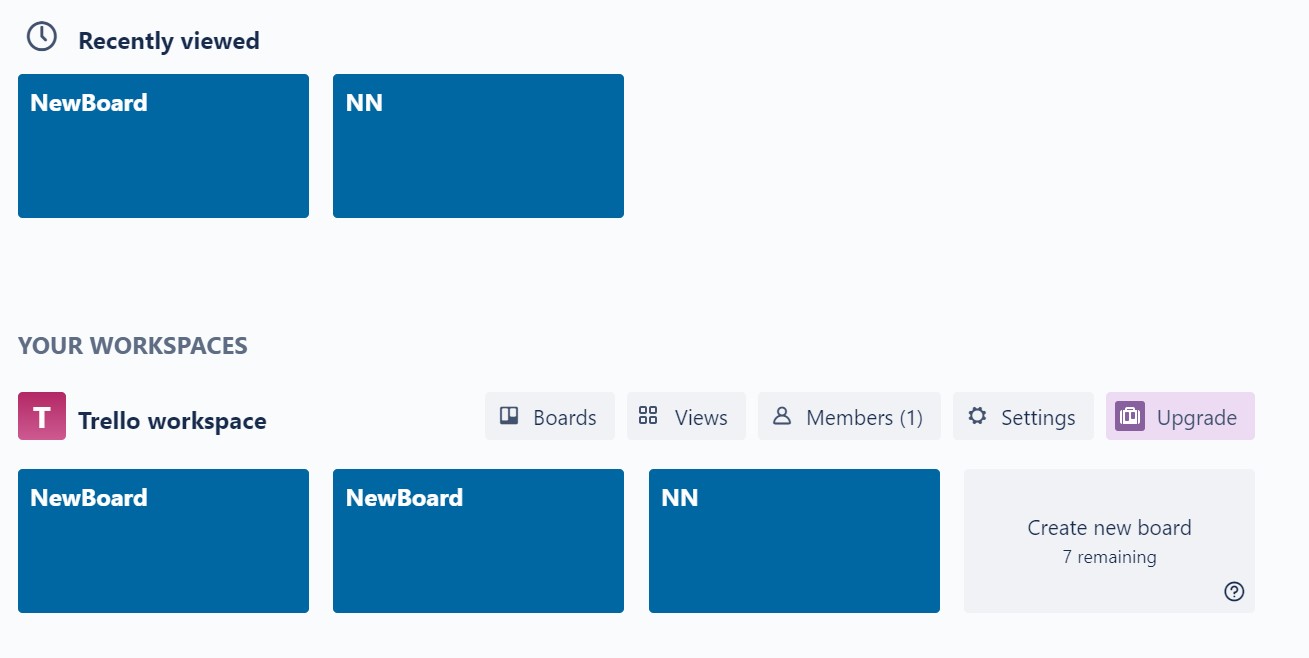 Recently viewed
NewBoard
NN
YOUR WORKSPACES
T
Trello workspace
Boards
Views
Members (1)
Settings
Upgrade
NewBoard
NewBoard
NN
Create new board
7 remaining
?